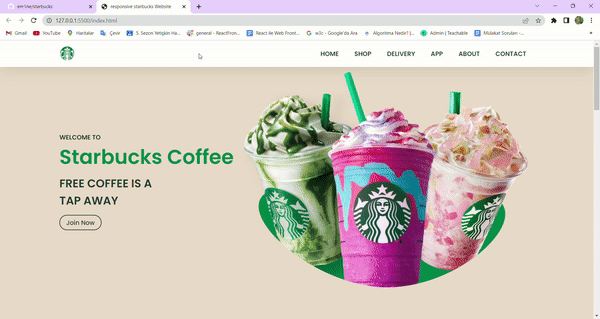 emr1ne/starbucks
responsive starbucks Website
127.0.0.1:5500/index.html
Gmail YouTube Haritalar Çevir 5. Sezon Yetişkin Ha... general - ReactFron... React ile Web Front... w3c - Google'da Ara Algoritma Nedir? |... Admin | Teachable Mülakat Soruları -...
HOME SHOP DELIVERY APP ABOUT CONTACT
WELCOME TO
Starbucks Coffee
FREE COFFEE IS A
TAP AWAY
Join Now